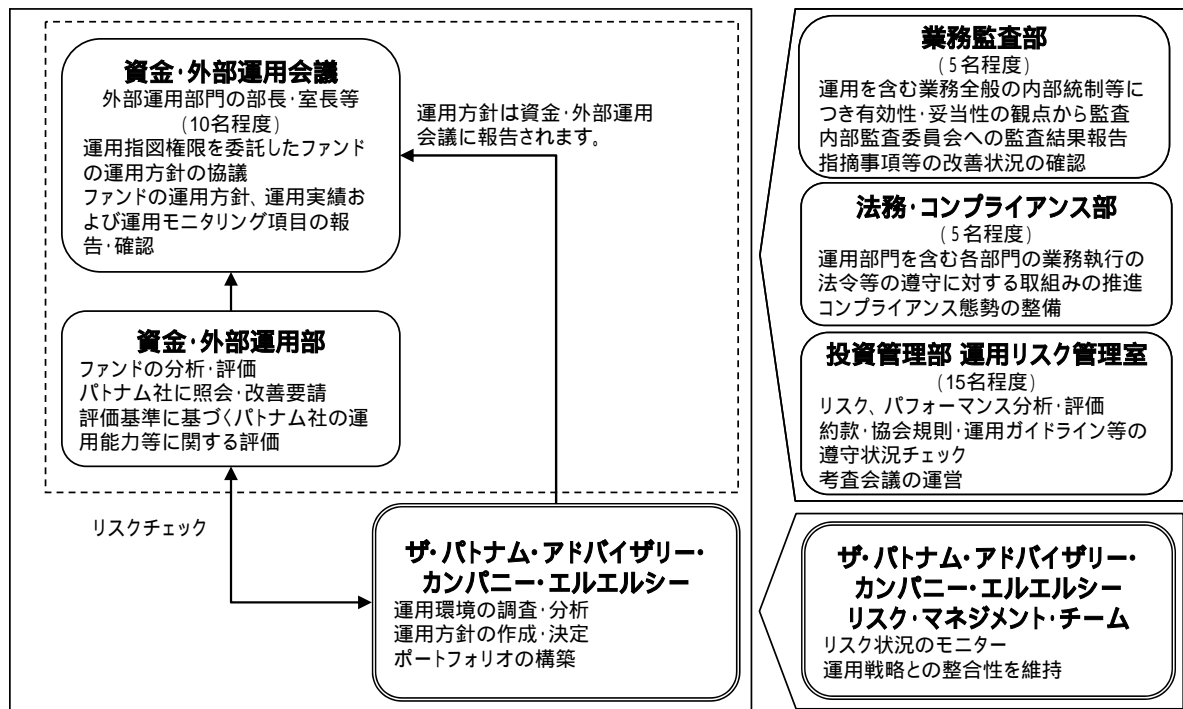 資金･外部運用会議
外部運用部門の部長･室長等
(10名程度)
運用指図権限を委託したファンド
の運用方針の協議
ファンドの運用方針、運用実績お
よび運用モニタリング項目の報
告･確認
運用方針は資金･外部運用
会議に報告されます。
資金･外部運用部
ファンドの分析･評価
パトナム社に照会･改善要請
評価基準に基づくパトナム社の運
用能力等に関する評価
リスクチェック
ザ･パトナム･アドバイザリー･
カンパニー･エルエルシー
運用環境の調査･分析
運用方針の作成･決定
ポートフォリオの構築
業務監査部
(5名程度)
運用を含む業務全般の内部統制等に
つき有効性･妥当性の観点から監査
内部監査委員会への監査結果報告
指摘事項等の改善状況の確認
法務･コンプライアンス部
(5名程度)
運用部門を含む各部門の業務執行の
法令等の遵守に対する取組みの推進
コンプライアンス態勢の整備
投資管理部 運用リスク管理室
(15名程度)
リスク、パフォーマンス分析･評価
約款･協会規則･運用ガイドライン等の
遵守状況チェック
考査会議の運営
ザ･パトナム･アドバイザリー･
カンパニー･エルエルシー
リスク･マネジメント･チーム
リスク状況のモニター
運用戦略との整合性を維持